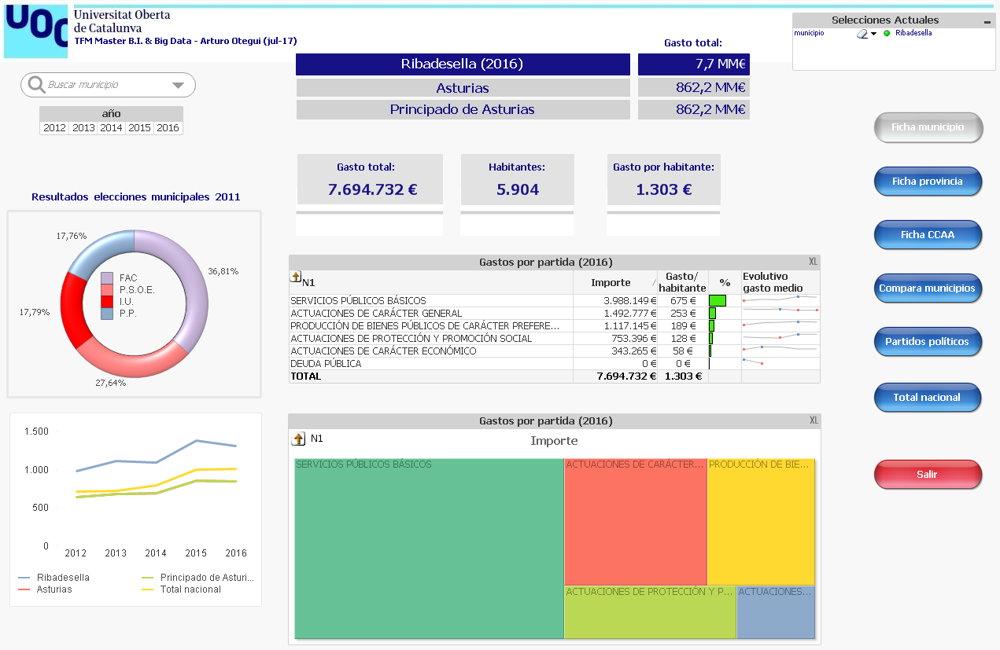 UOC
Universitat Oberta
de Catalunya
TFM Master B.I. & Big Data - Arturo Otegui (jul-17)
Selecciones Actuales
municipio Ribadesella
Gasto total:
Ribadesella (2016) 7,7 MM€
Asturias 862,2 MM€
Principado de Asturias 862,2 MM€
Buscar municipio
año
2012 2013 2014 2015 2016
Gasto total: Habitantes: Gasto por habitante:
7.694.732 € 5.904 1.303 €
Ficha municipio
Ficha provincia
Ficha CCAA
Compara municipios
Partidos políticos
Total nacional
Salir
Resultados elecciones municipales 2011
17,76%
36,81%
17,79%
27,64%
FAC
P.S.O.E.
I.U.
P.P.
Gastos por partida (2016) XL
N1 Importe Gasto/ habitante % Evolutivo gasto medio
SERVICIOS PÚBLICOS BÁSICOS 3.988.149 € 675 €
ACTUACIONES DE CARÁCTER GENERAL 1.492.777 € 253 €
PRODUCCIÓN DE BIENES PÚBLICOS DE CARÁCTER PREFERE... 1.117.145 € 189 €
ACTUACIONES DE PROTECCIÓN Y PROMOCIÓN SOCIAL 753.396 € 128 €
ACTUACIONES DE CARÁCTER ECONÓMICO 343.265 € 58 €
DEUDA PÚBLICA 0 € 0 €
TOTAL 7.694.732 € 1.303 €
1.500
1.000
500
0
2012 2013 2014 2015 2016
Ribadesella Principado de Asturi...
Asturias Total nacional
Gastos por partida (2016) XL
N1
Importe
SERVICIOS PÚBLICOS BÁSICOS
ACTUACIONES DE CARÁCTER...
PRODUCCIÓN DE BIE...
ACTUACIONES DE PROTECCIÓN Y P...
ACTUACIONES...